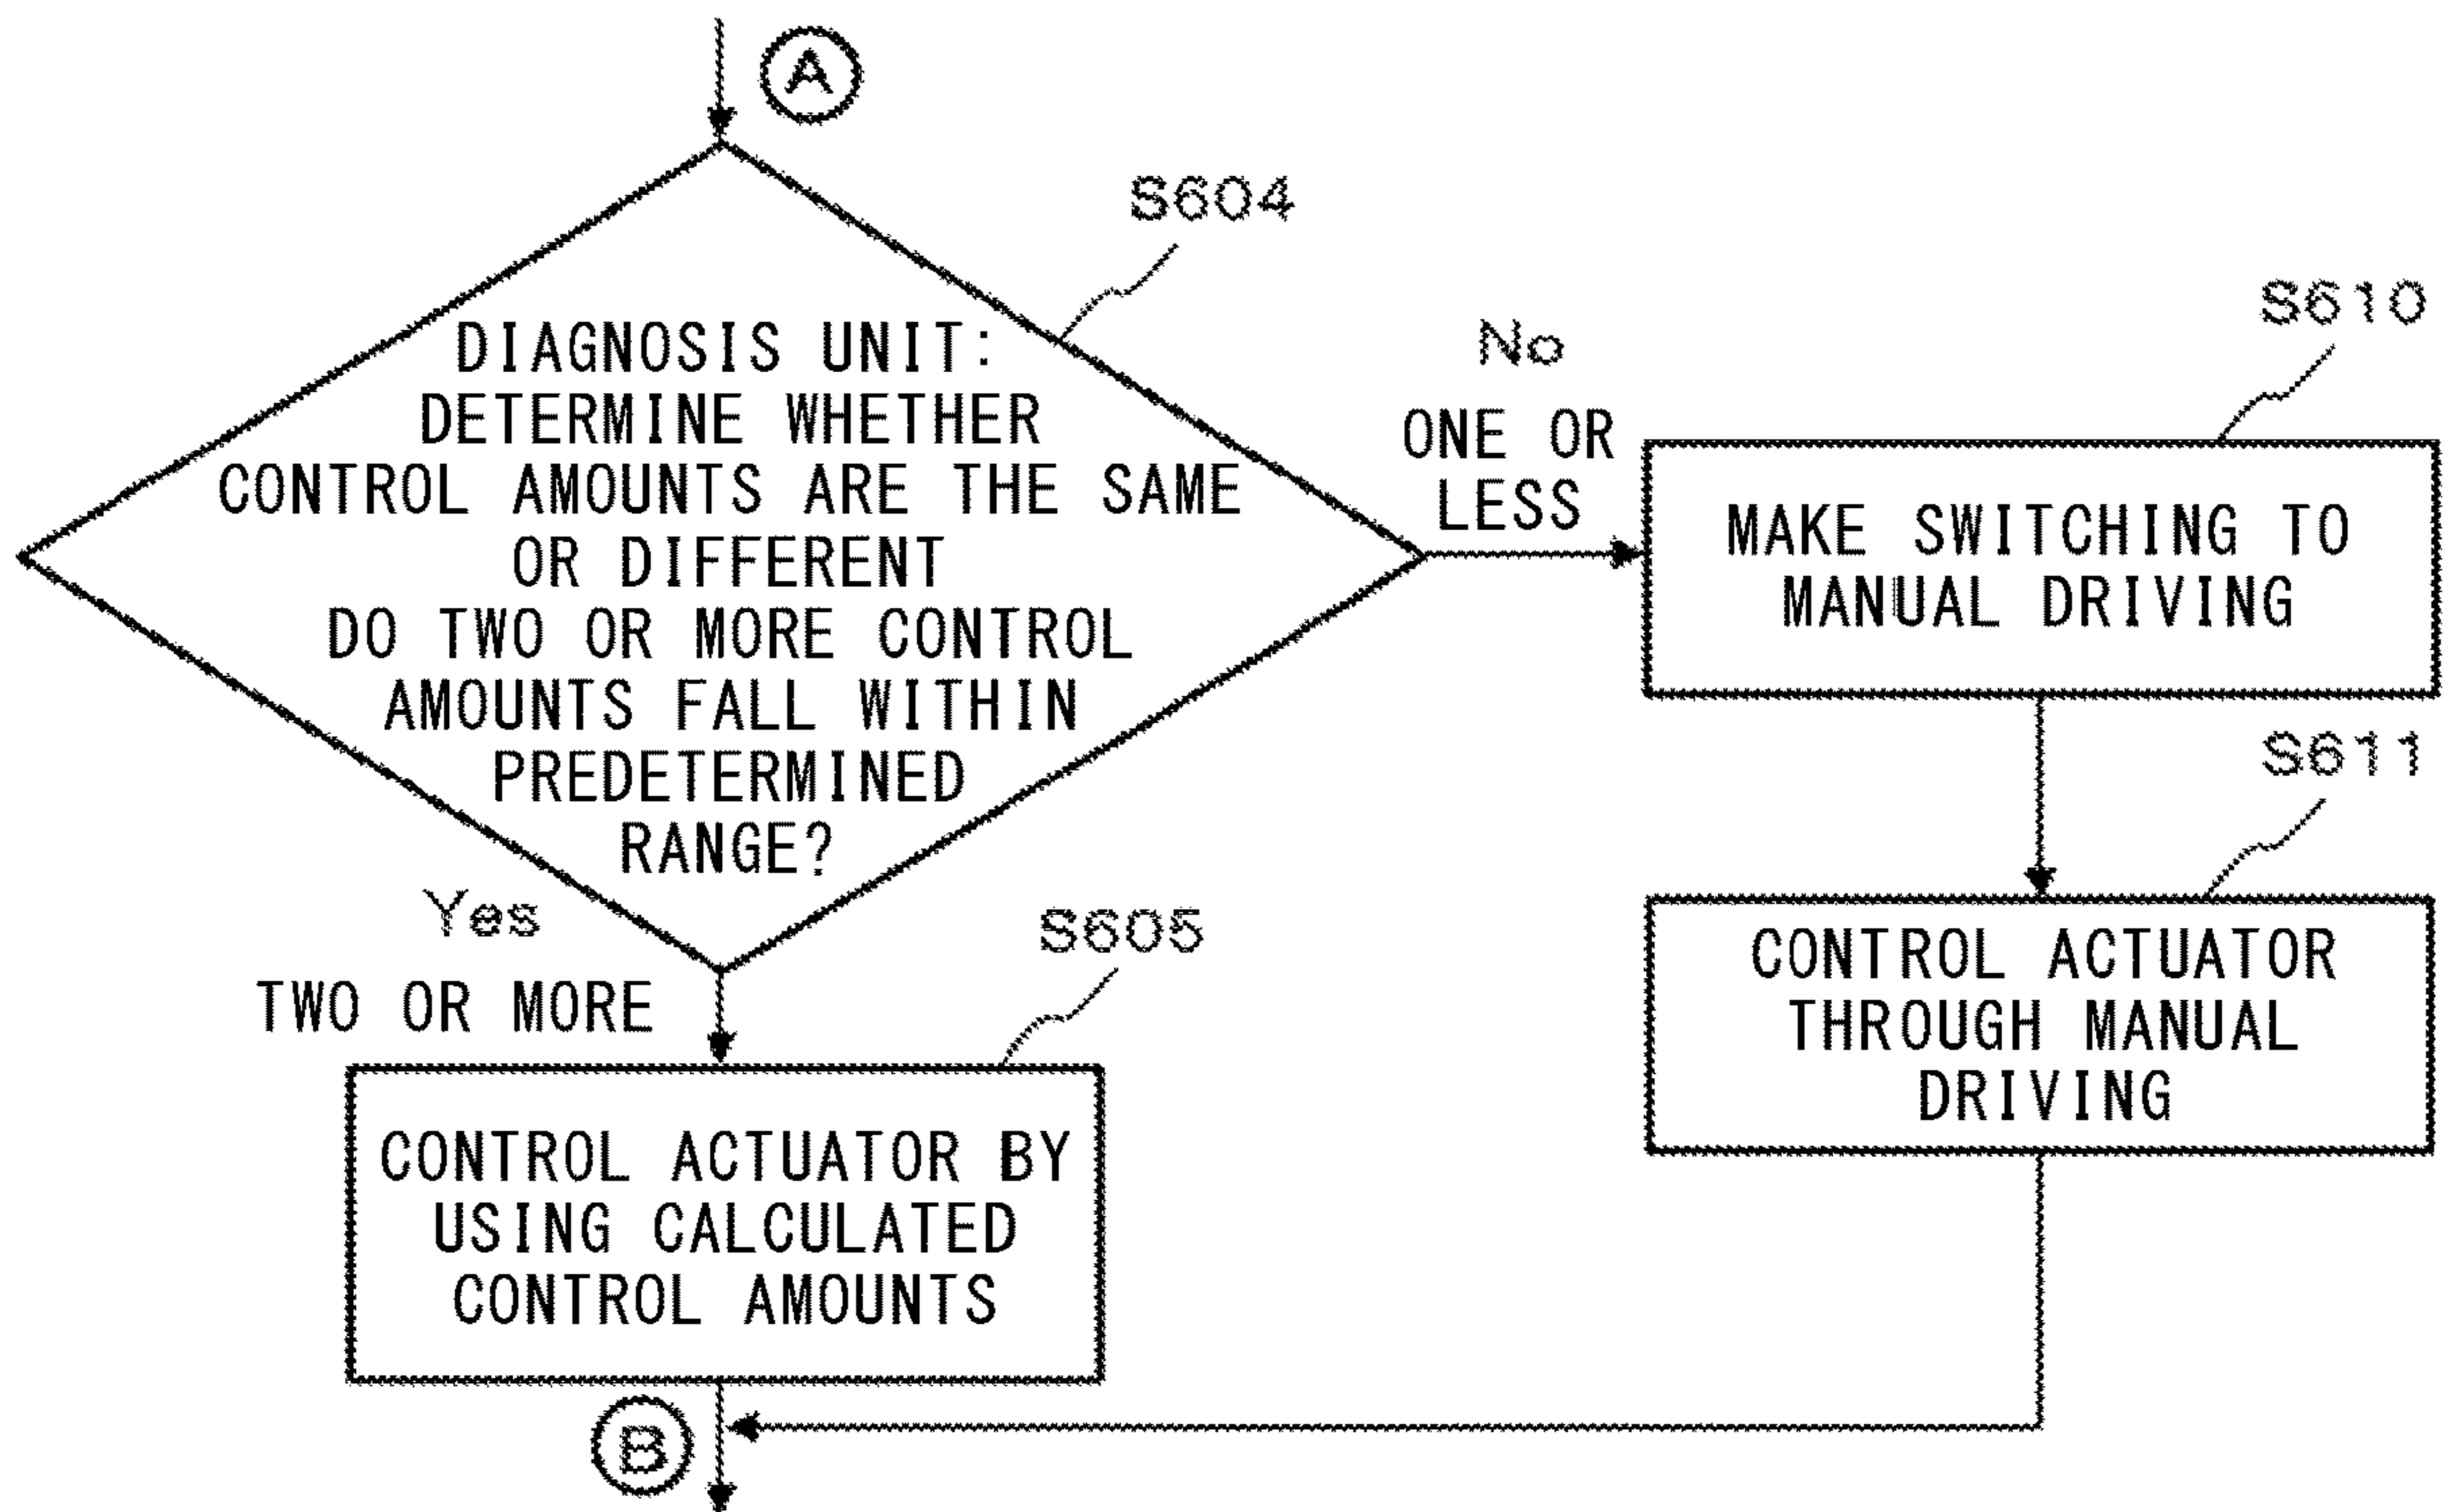 A
S604
DIAGNOSIS UNIT:
DETERMINE WHETHER
CONTROL AMOUNTS ARE THE SAME
OR DIFFERENT
DO TWO OR MORE CONTROL
AMOUNTS FALL WITHIN
PREDETERMINED
RANGE?
No
ONE OR
LESS
S610
MAKE SWITCHING TO
MANUAL DRIVING
S611
CONTROL ACTUATOR
THROUGH MANUAL
DRIVING
Yes
TWO OR MORE
S605
CONTROL ACTUATOR BY
USING CALCULATED
CONTROL AMOUNTS
B